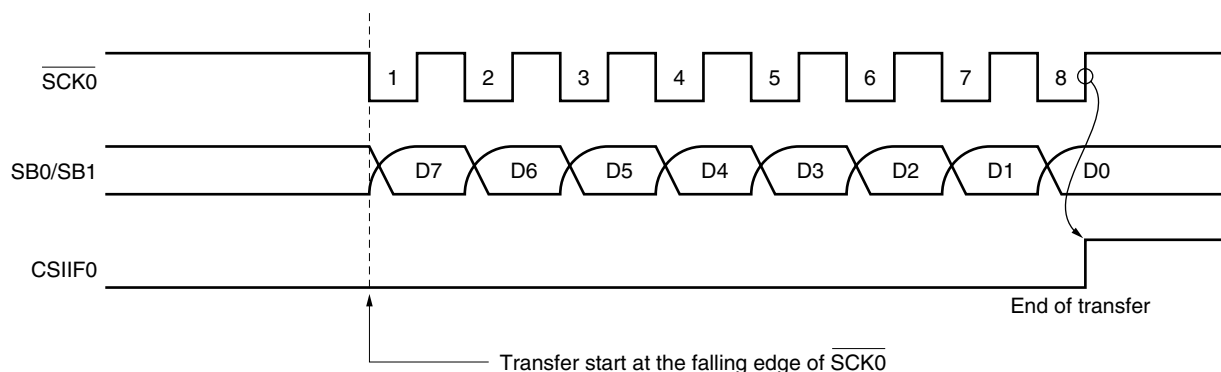 SCK0
1 2 3 4 5 6 7 8
SB0/SB1
D7 D6 D5 D4 D3 D2 D1 D0
CSIIF0
End of transfer
Transfer start at the falling edge of SCK0